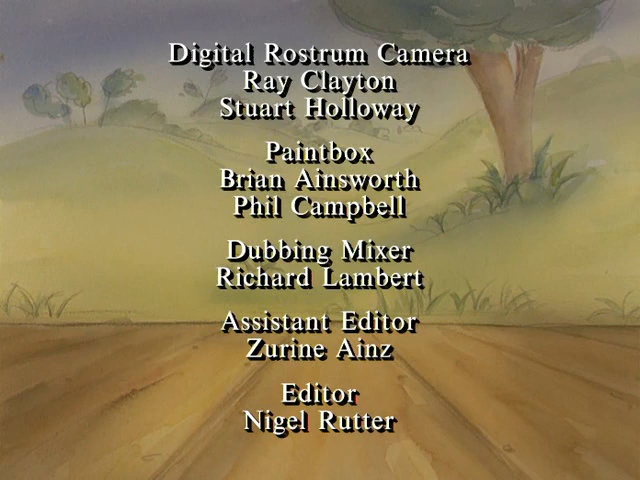 Digital Rostrum Camera
Ray Clayton
Stuart Holloway
Paintbox
Brian Ainsworth
Phil Campbell
Dubbing Mixer
Richard Lambert
Assistant Editor
Zurine Ainz
Editor
Nigel Rutter